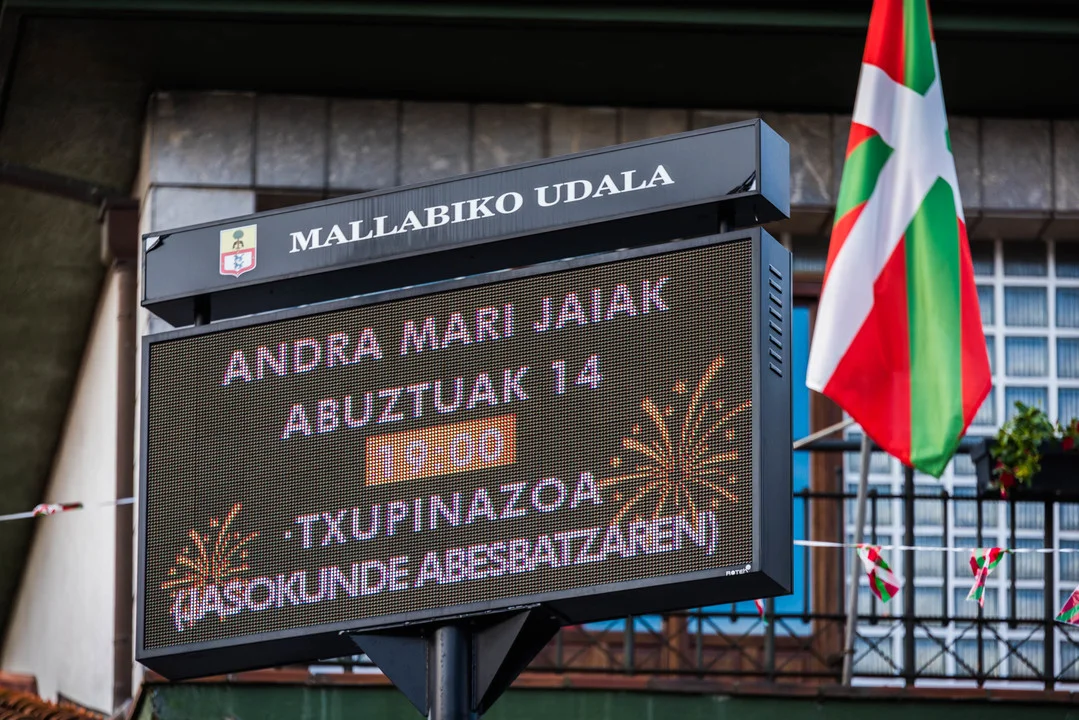 MALLABIKO UDALA
ANDRA MARI JAIAK
ABUZTUAK 14
19:00
·TXUPINAZOA
(JASOKUNDE ABESBATZAREN)